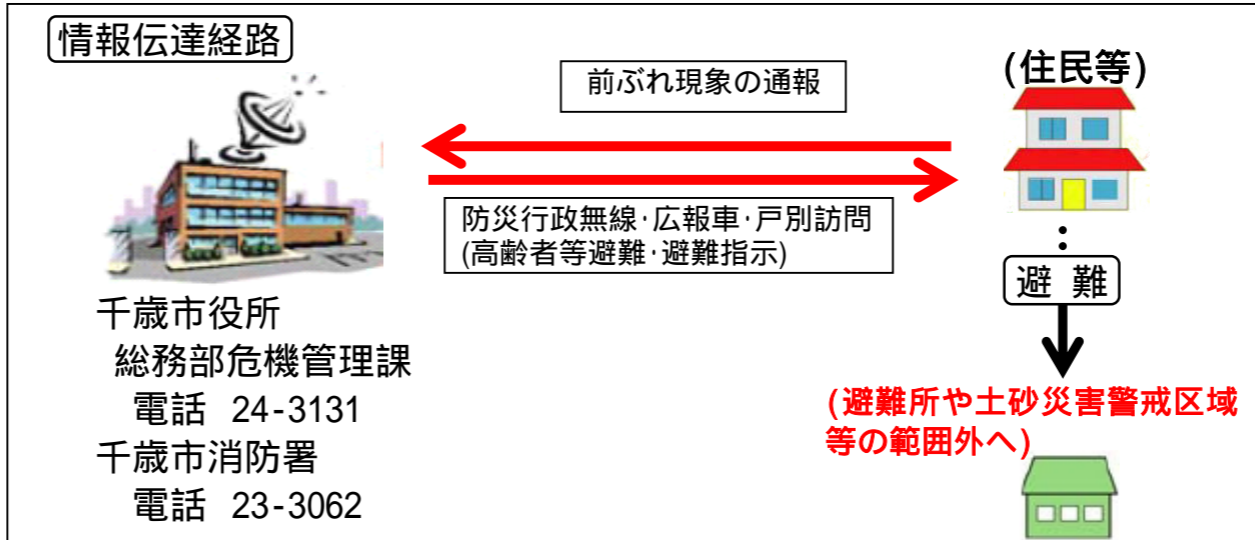 情報伝達経路
前ぶれ現象の通報
(住民等)
防災行政無線･広報車･戸別訪問
(高齢者等避難･避難指示)
避 難
千歳市役所
総務部危機管理課
電話 24-3131
千歳市消防署
電話 23-3062
(避難所や土砂災害警戒区域
等の範囲外へ)